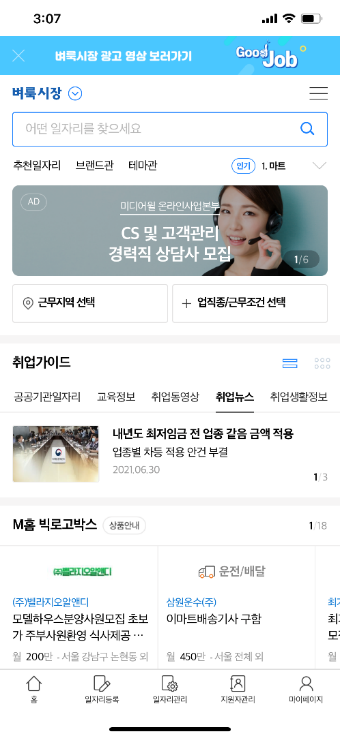 3:07
벼룩시장 광고 영상 보러가기
Good Job
벼룩시장
어떤 일자리를 찾으세요
추천일자리 브랜드관 테마관 인기 1. 마트
AD
미디어윌 온라인사업본부
CS 및 고객관리
경력직 상담사 모집
1/6
근무지역 선택
업직종/근무조건 선택
취업가이드
공공기관일자리 교육정보 취업동영상 취업뉴스 취업생활정보
내년도 최저임금 전 업종 같음 금액 적용
업종별 차등 적용 안건 부결
2021.06.30
1/3
M홈 빅로고박스 상품안내 1/18
㈜벨라지오알앤디 운전/배달
(주)벨라지오알앤디 삼원운수(주)
모델하우스분양사원모집 초보 이마트배송기사 구함
가 주부사원환영 식사제공 …
월 200만 - 서울 강남구 논현동 외 월 450만 - 서울 전체 외
홈 일자리등록 일자리관리 지원자관리 마이페이지